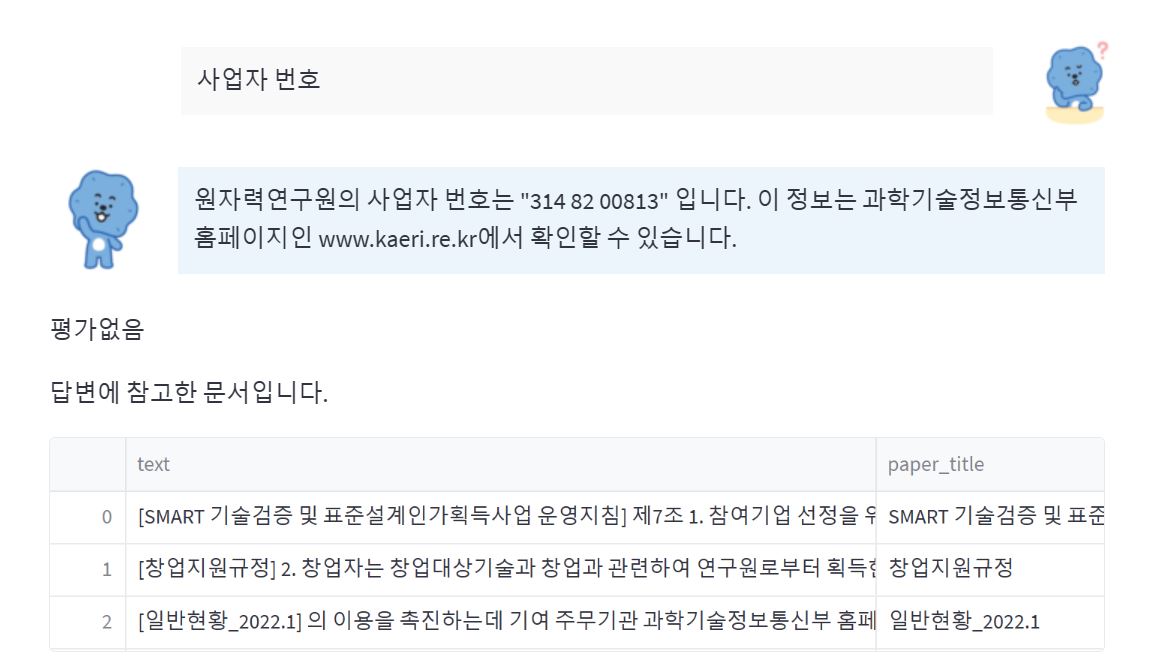 사업자 번호
?
원자력연구원의 사업자 번호는 "314 82 00813" 입니다. 이 정보는 과학기술정보통신부
홈페이지인 www.kaeri.re.kr에서 확인할 수 있습니다.
평가없음
답변에 참고한 문서입니다.
text paper_title
0 [SMART 기술검증 및 표준설계인가획득사업 운영지침] 제7조 1. 참여기업 선정을 SMART 기술검증 및 표준
1 [창업지원규정] 2. 창업자는 창업대상기술과 창업과 관련하여 연구원로부터 획득한 창업지원규정
2 [일반현황_2022.1] 의 이용을 촉진하는데 기여 주무기관 과학기술정보통신부 홈페 일반현황_2022.1